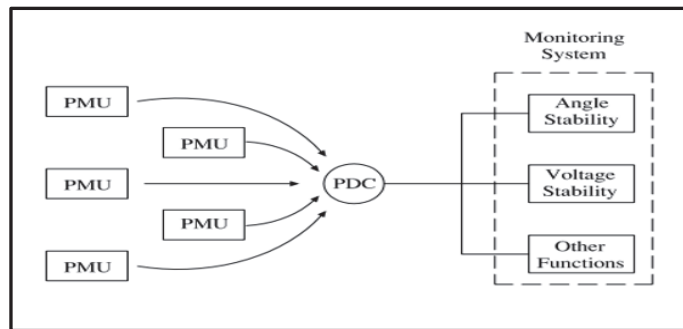 Monitoring
System
PMU
Angle
Stability
PMU
PMU
PDC
Voltage
Stability
PMU
PMU
Other
Functions